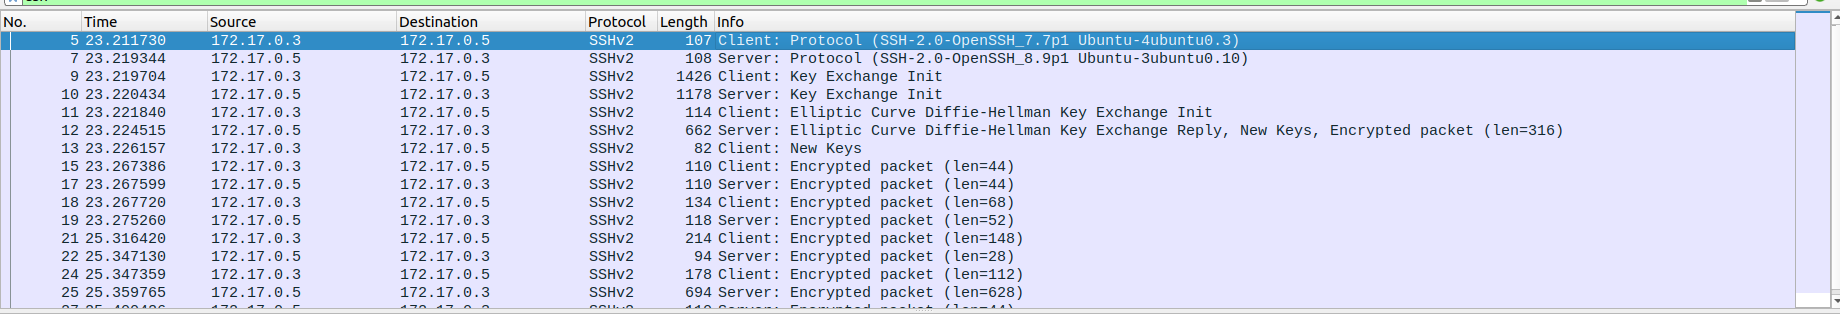 No. Time Source Destination Protocol Length Info
5 23.211730 172.17.0.3 172.17.0.5 SSHv2 107 Client: Protocol (SSH-2.0-OpenSSH_7.7p1 Ubuntu-4ubuntu0.3)
7 23.219344 172.17.0.5 172.17.0.3 SSHv2 108 Server: Protocol (SSH-2.0-OpenSSH_8.9p1 Ubuntu-3ubuntu0.10)
9 23.219704 172.17.0.3 172.17.0.5 SSHv2 1426 Client: Key Exchange Init
10 23.220434 172.17.0.5 172.17.0.3 SSHv2 1178 Server: Key Exchange Init
11 23.221840 172.17.0.3 172.17.0.5 SSHv2 114 Client: Elliptic Curve Diffie-Hellman Key Exchange Init
12 23.224515 172.17.0.5 172.17.0.3 SSHv2 662 Server: Elliptic Curve Diffie-Hellman Key Exchange Reply, New Keys, Encrypted packet (len=316)
13 23.226157 172.17.0.3 172.17.0.5 SSHv2 82 Client: New Keys
15 23.267386 172.17.0.3 172.17.0.5 SSHv2 110 Client: Encrypted packet (len=44)
17 23.267599 172.17.0.5 172.17.0.3 SSHv2 110 Server: Encrypted packet (len=44)
18 23.267720 172.17.0.3 172.17.0.5 SSHv2 134 Client: Encrypted packet (len=68)
19 23.275260 172.17.0.5 172.17.0.3 SSHv2 118 Server: Encrypted packet (len=52)
21 25.316420 172.17.0.3 172.17.0.5 SSHv2 214 Client: Encrypted packet (len=148)
22 25.347130 172.17.0.5 172.17.0.3 SSHv2 94 Server: Encrypted packet (len=28)
24 25.347359 172.17.0.3 172.17.0.5 SSHv2 178 Client: Encrypted packet (len=112)
25 25.359765 172.17.0.5 172.17.0.3 SSHv2 694 Server: Encrypted packet (len=628)